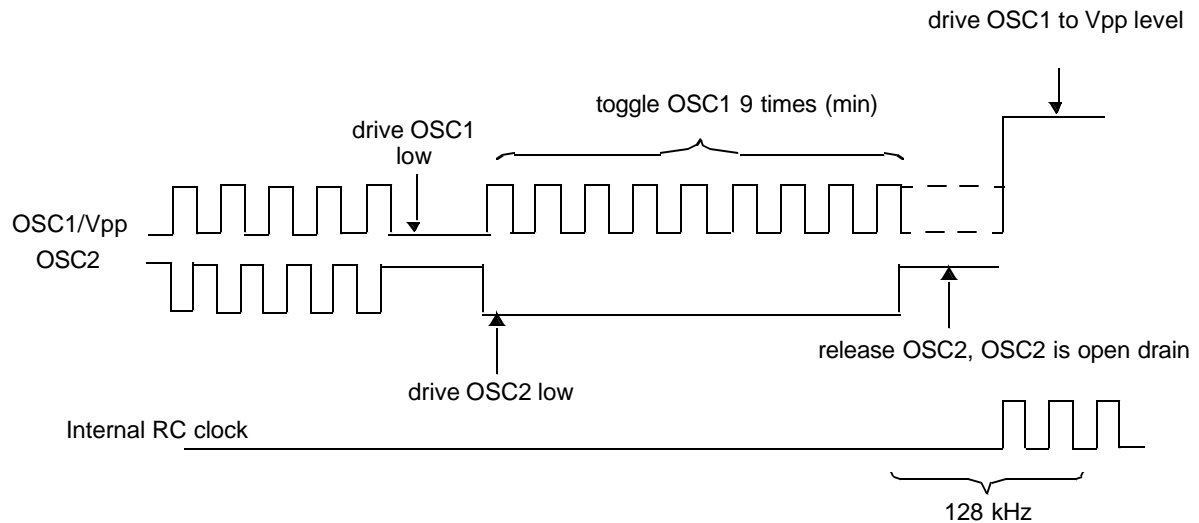 drive OSC1 to Vpp level
toggle OSC1 9 times (min)
drive OSC1
low
OSC1/Vpp
OSC2
release OSC2, OSC2 is open drain
drive OSC2 low
Internal RC clock
128 kHz